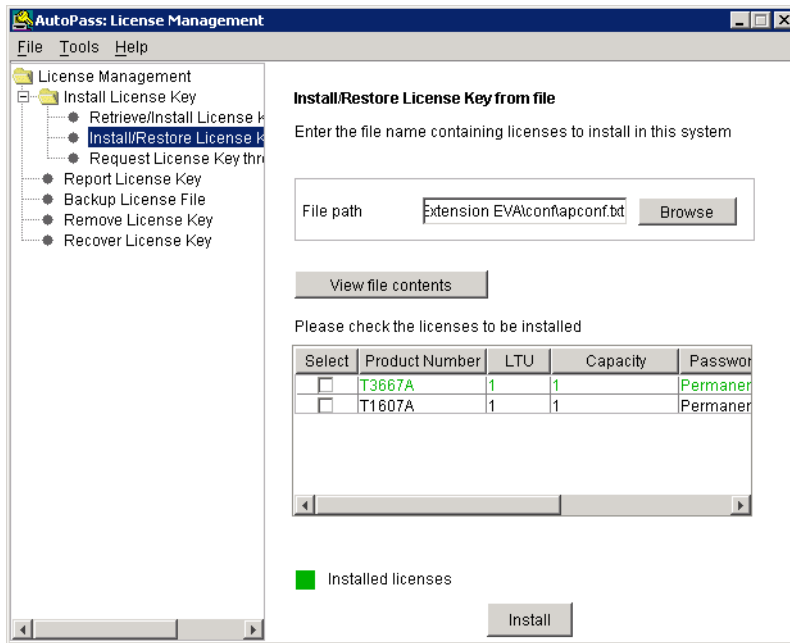 AutoPass: License Management
File Tools Help
License Management
Install License Key
Retrieve/Install License k
Install/Restore License K
Request License Key thr
Report License Key
Backup License File
Remove License Key
Recover License Key
Install/Restore License Key from file
Enter the file name containing licenses to install in this system
File path Extension EVA\conf\apconf.txt Browse
View file contents
Please check the licenses to be installed
Select Product Number LTU Capacity Passwor
T3667A 1 1 Permaner
T1607A 1 1 Permaner
Installed licenses
Install